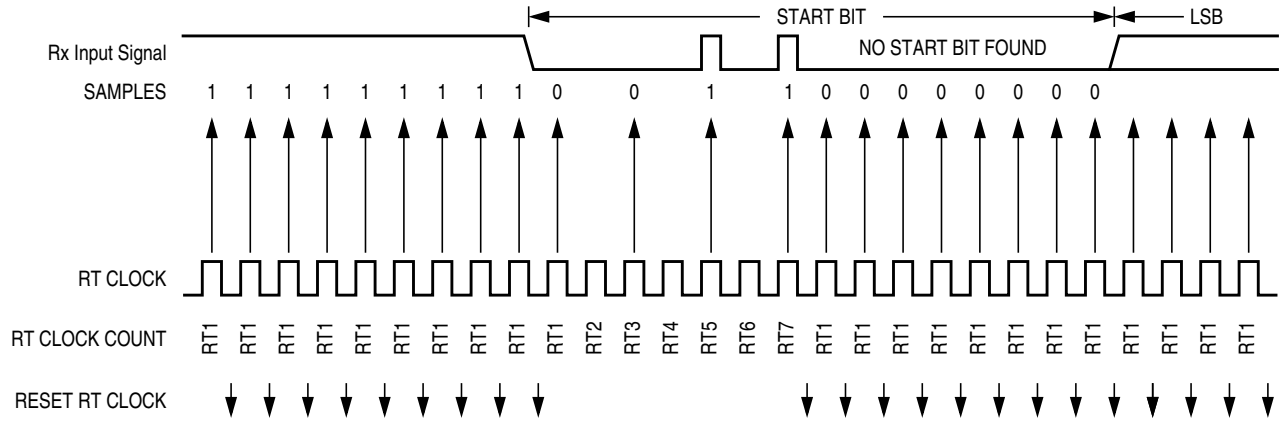 START BIT LSB
Rx Input Signal NO START BIT FOUND
SAMPLES 1 1 1 1 1 1 1 1 1 0 0 1 1 0 0 0 0 0 0 0 0
RT CLOCK
RT CLOCK COUNT RT1 RT1 RT1 RT1 RT1 RT1 RT1 RT1 RT1 RT1 RT2 RT3 RT4 RT5 RT6 RT7 RT1 RT1 RT1 RT1 RT1 RT1 RT1 RT1 RT1 RT1 RT1 RT1
RESET RT CLOCK